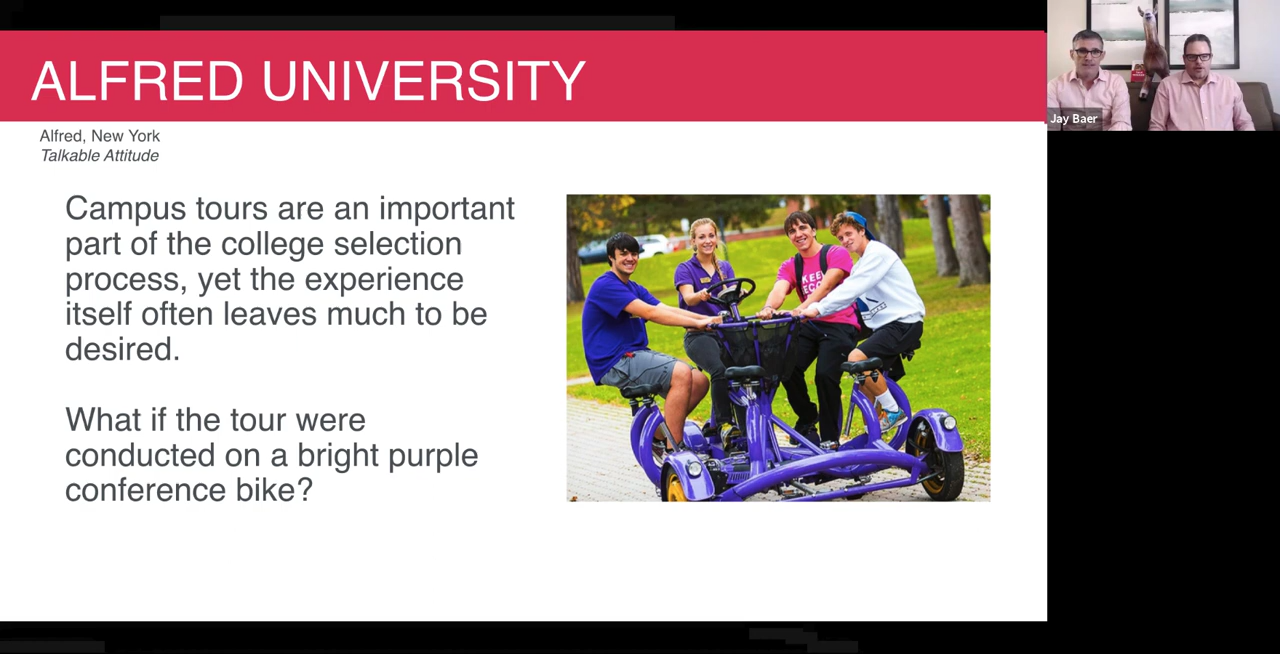 ALFRED UNIVERSITY
Alfred, New York
Talkable Attitude
Campus tours are an important
part of the college selection
process, yet the experience
itself often leaves much to be
desired.
What if the tour were
conducted on a bright purple
conference bike?
KEEP
Jay Baer